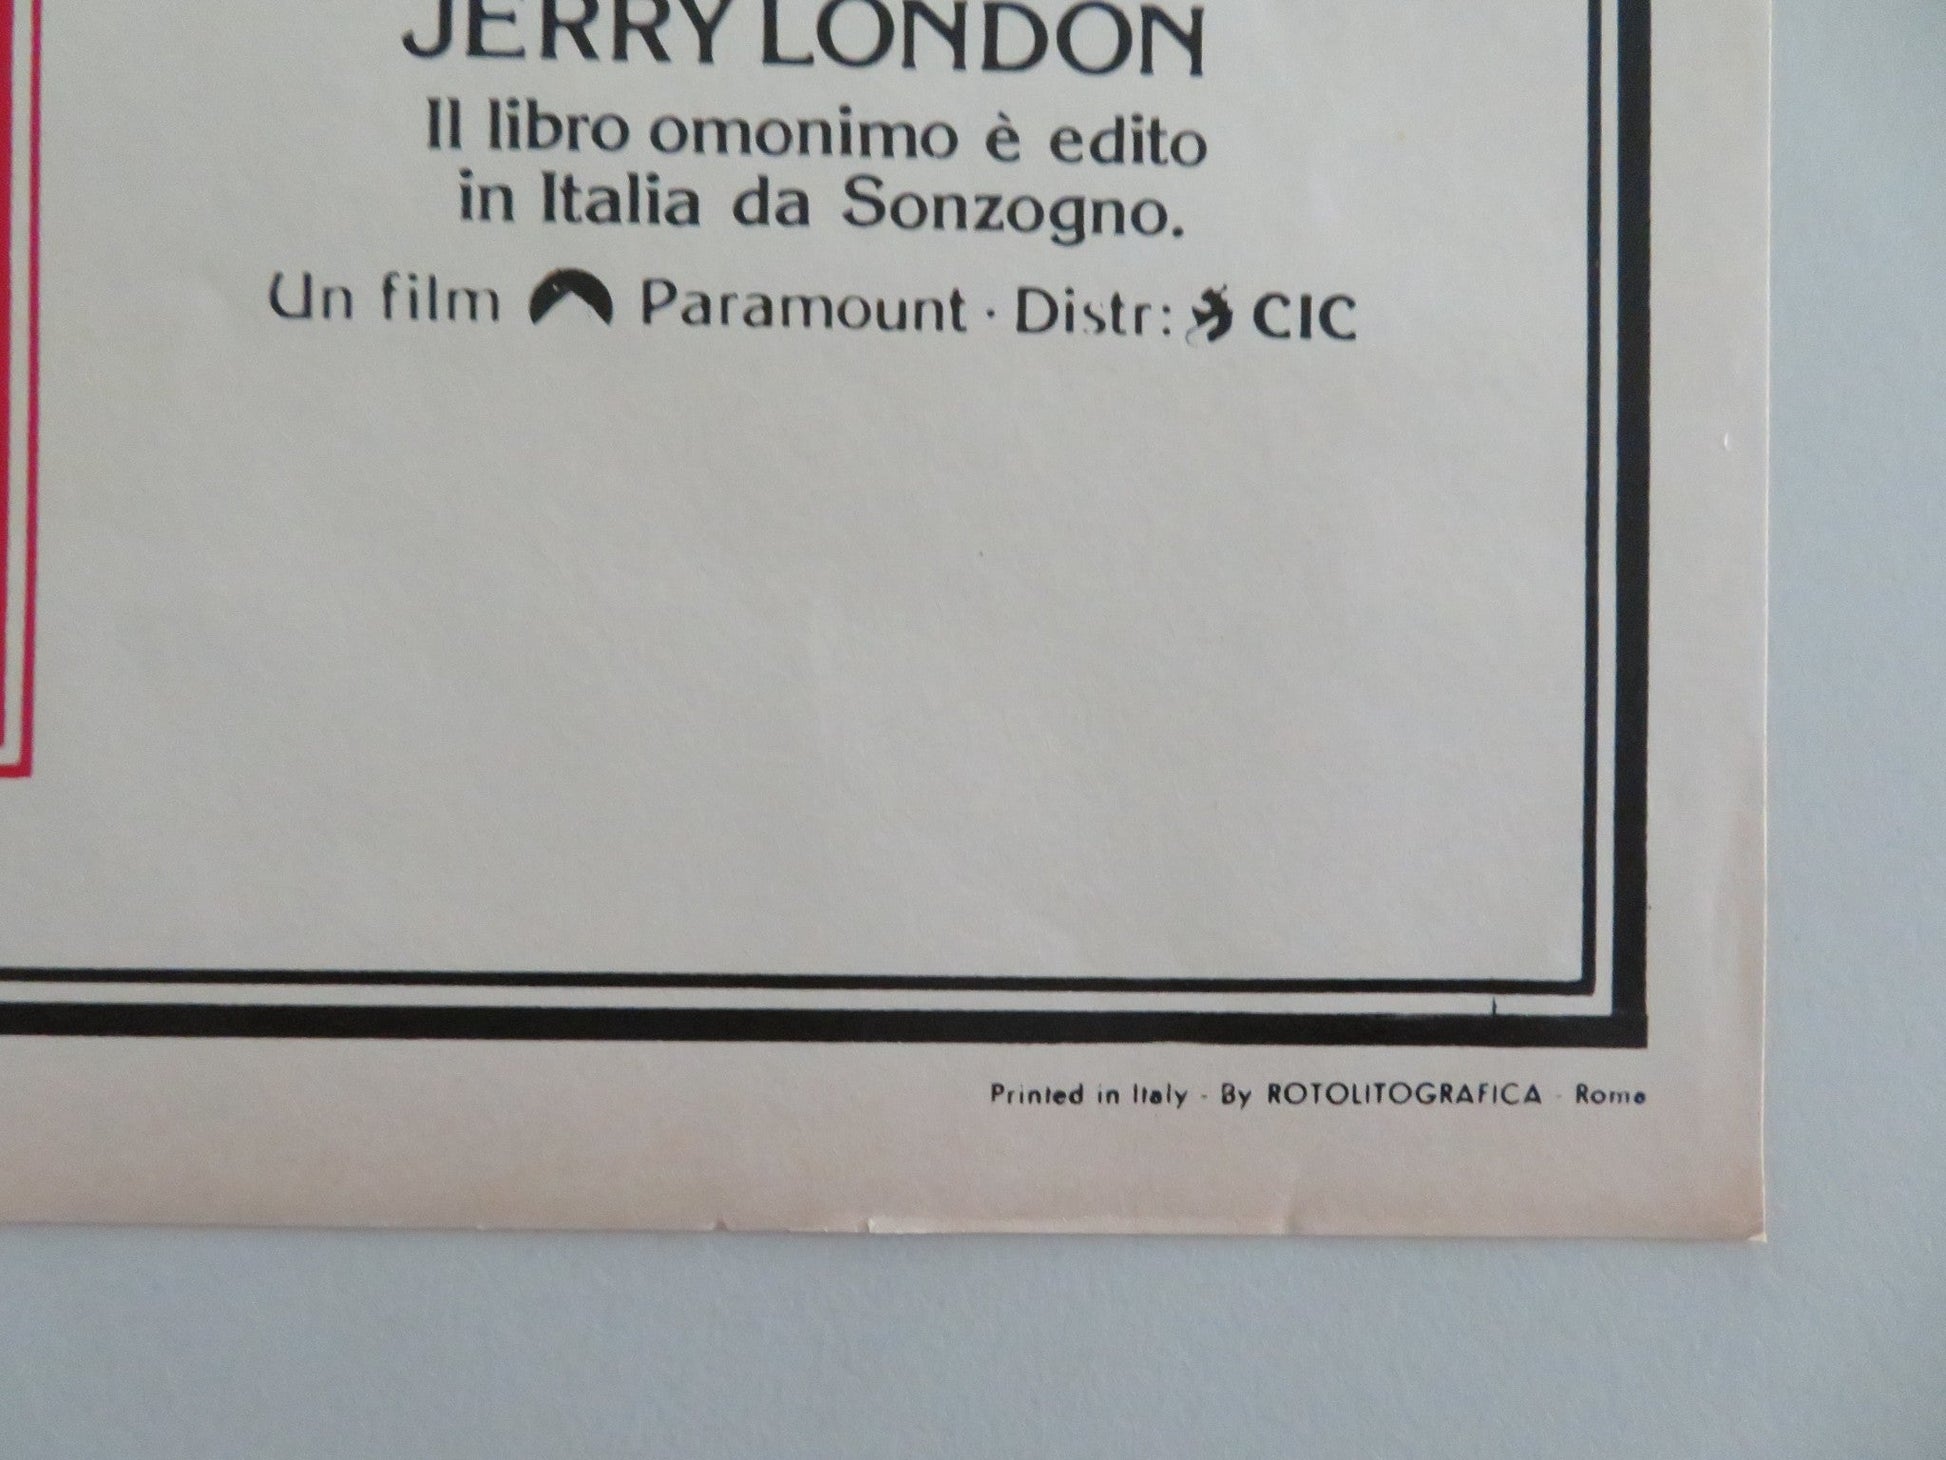 JERRY LONDON
Il libro omonimo è edito
in Italia da Sonzogno.
Un film Paramount · Distr: CIC
Printed in Italy - By ROTOLITOGRAFICA - Roma